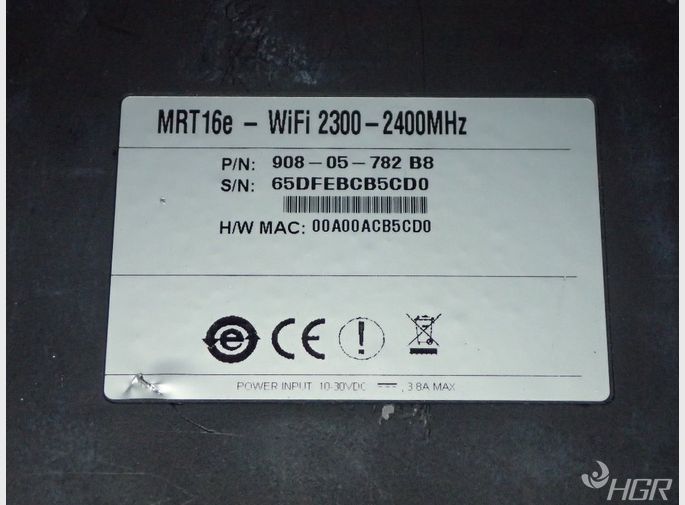 MRT16e - WiFi 2300-2400MHz
P/N: 908-05-782 B8
S/N: 65DFEBCB5CD0
H/W MAC: 00A00ACB5CD0
e CE !
POWER INPUT 10-30VDC ⎓, 3.8A MAX
HGR